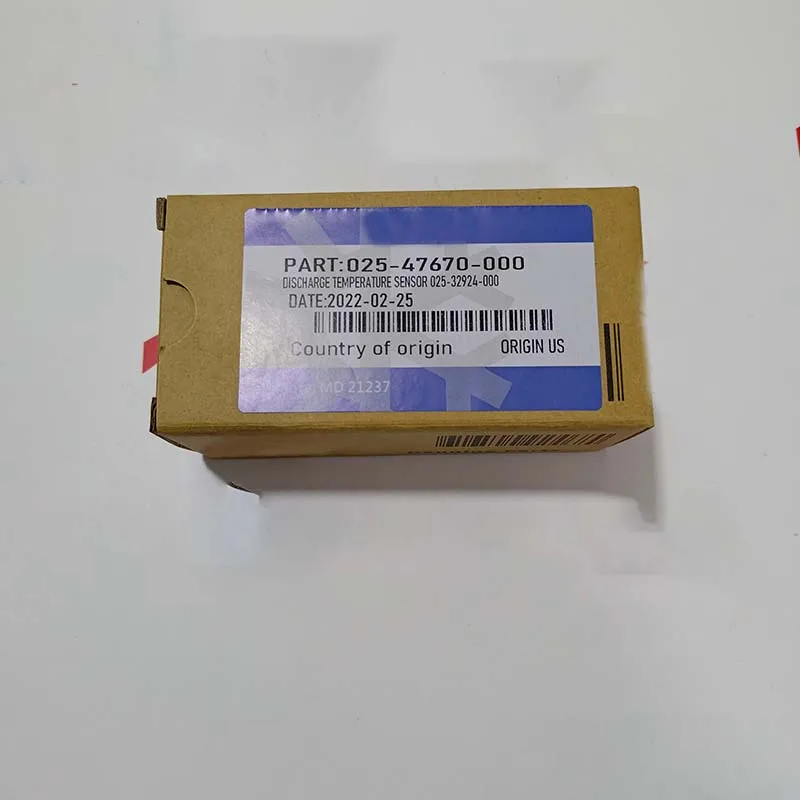 PART:025-47670-000
DISCHARGE TEMPERATURE SENSOR 025-32924-000
DATE:2022-02-25
Country of origin ORIGIN US
MD 21237